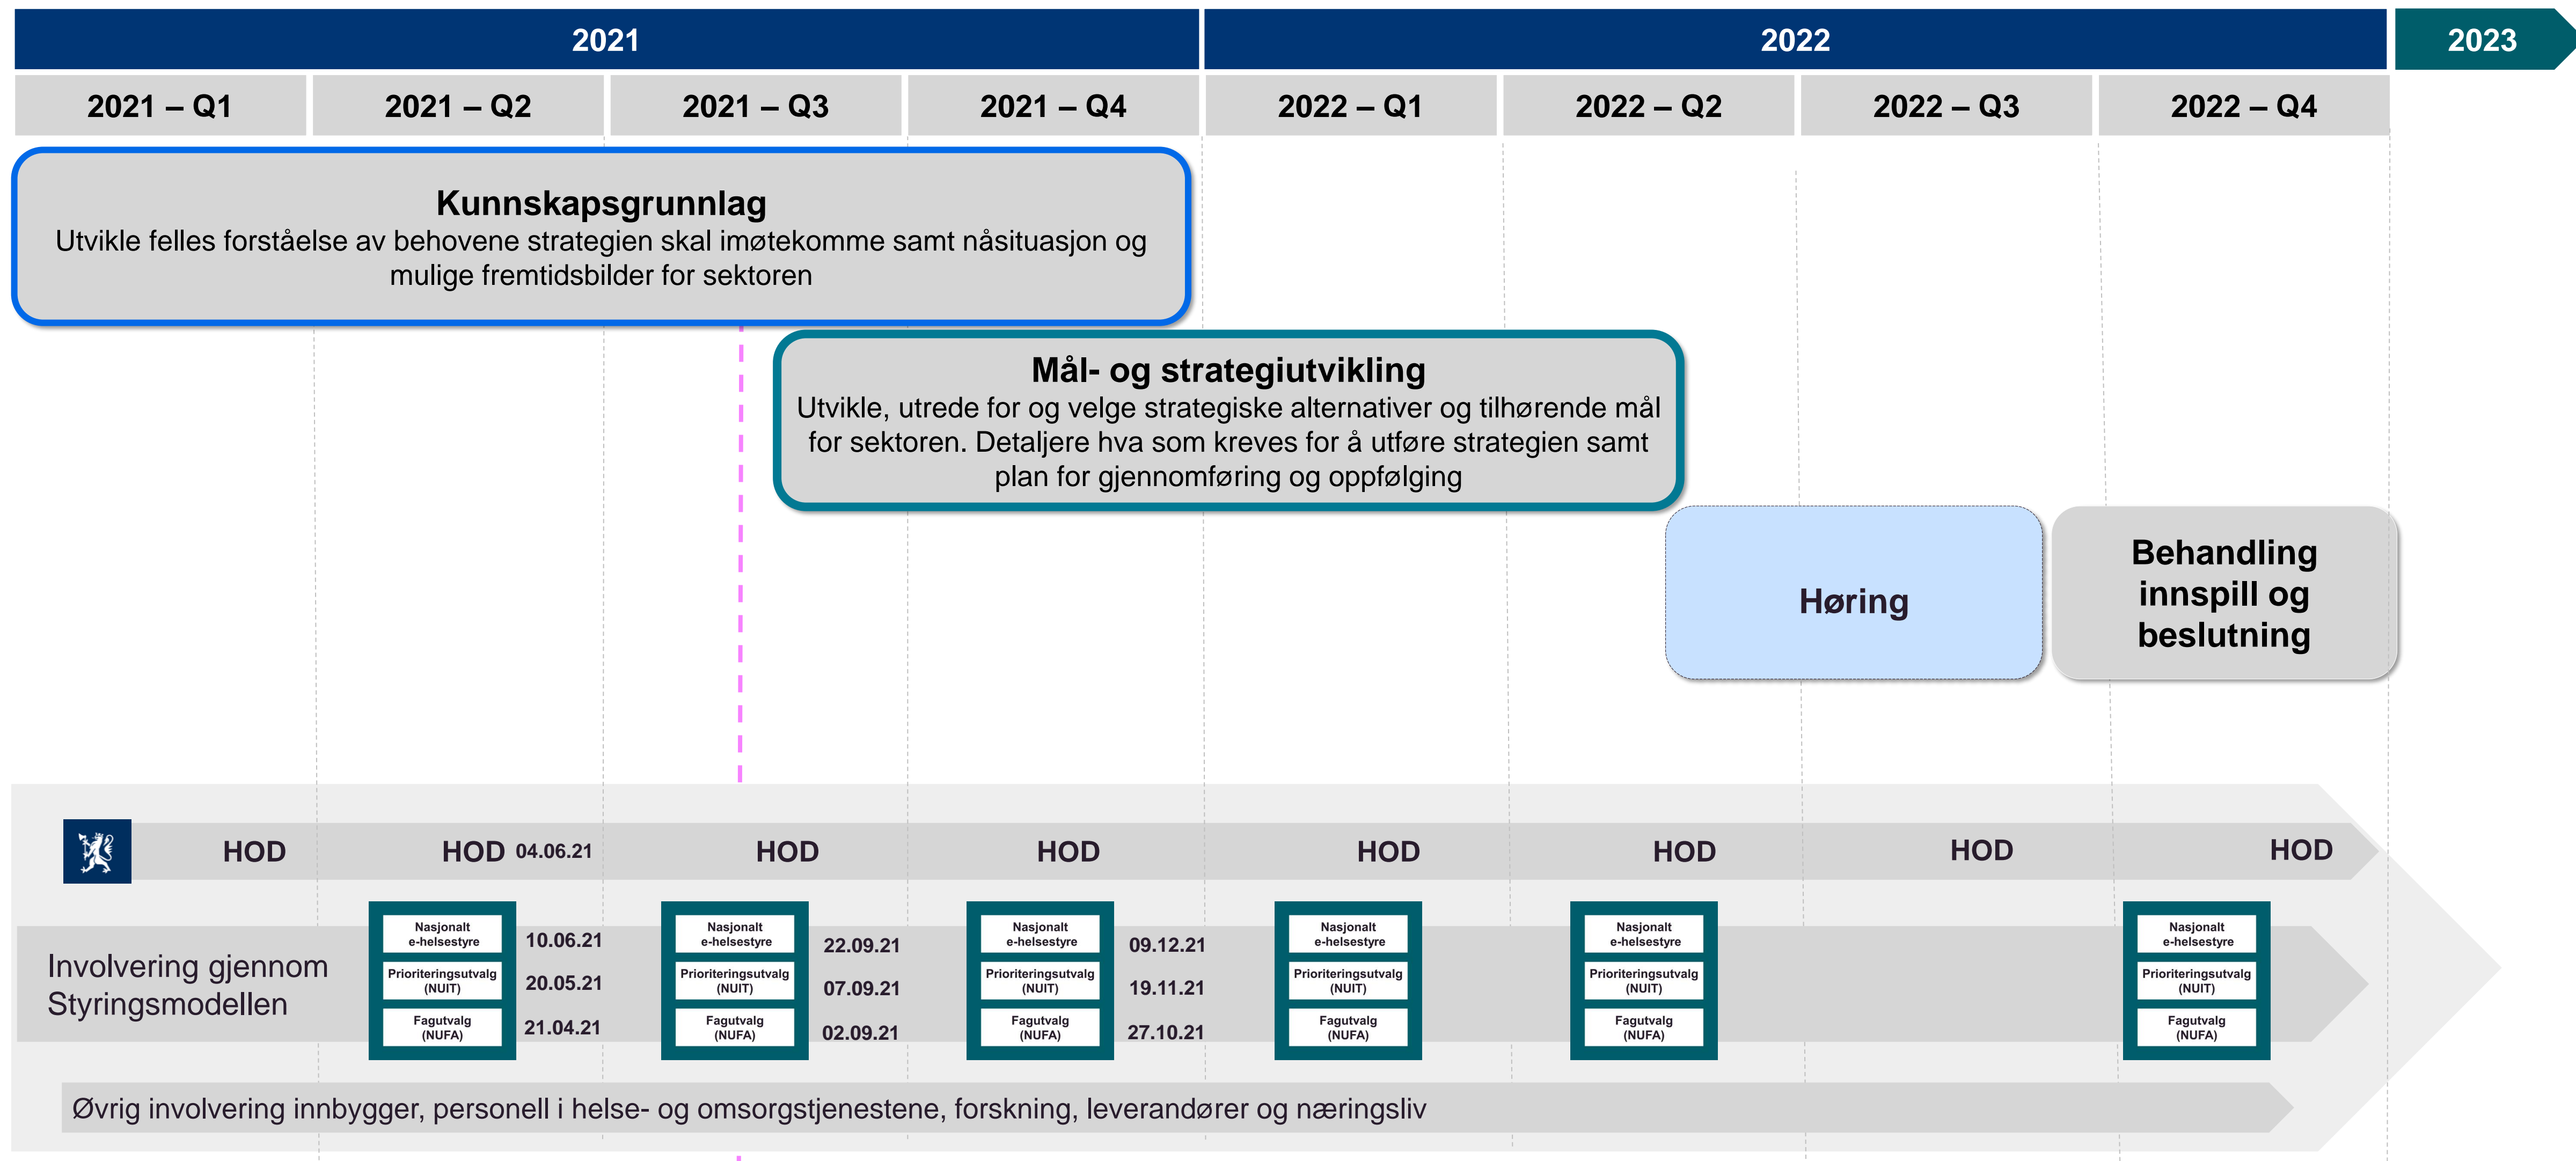 2021
2022
2023
2021 – Q1
2021 – Q2
2021 – Q3
2021 – Q4
2022 – Q1
2022 – Q2
2022 – Q3
2022 – Q4
Kunnskapsgrunnlag
Utvikle felles forståelse av behovene strategien skal imøtekomme samt nåsituasjon og
mulige fremtidsbilder for sektoren
Mål- og strategiutvikling
Utvikle, utrede for og velge strategiske alternativer og tilhørende mål
for sektoren. Detaljere hva som kreves for å utføre strategien samt
plan for gjennomføring og oppfølging
Høring
Behandling
innspill og
beslutning
HOD
HOD 04.06.21
HOD
HOD
HOD
HOD
HOD
HOD
Involvering gjennom
Styringsmodellen
Nasjonalt
e-helsestyre
10.06.21
Prioriteringsutvalg
(NUIT)
20.05.21
Fagutvalg
(NUFA)
21.04.21
Nasjonalt
e-helsestyre
22.09.21
Prioriteringsutvalg
(NUIT)
07.09.21
Fagutvalg
(NUFA)
02.09.21
Nasjonalt
e-helsestyre
09.12.21
Prioriteringsutvalg
(NUIT)
19.11.21
Fagutvalg
(NUFA)
27.10.21
Nasjonalt
e-helsestyre
Prioriteringsutvalg
(NUIT)
Fagutvalg
(NUFA)
Nasjonalt
e-helsestyre
Prioriteringsutvalg
(NUIT)
Fagutvalg
(NUFA)
Nasjonalt
e-helsestyre
Prioriteringsutvalg
(NUIT)
Fagutvalg
(NUFA)
Øvrig involvering innbygger, personell i helse- og omsorgstjenestene, forskning, leverandører og næringsliv